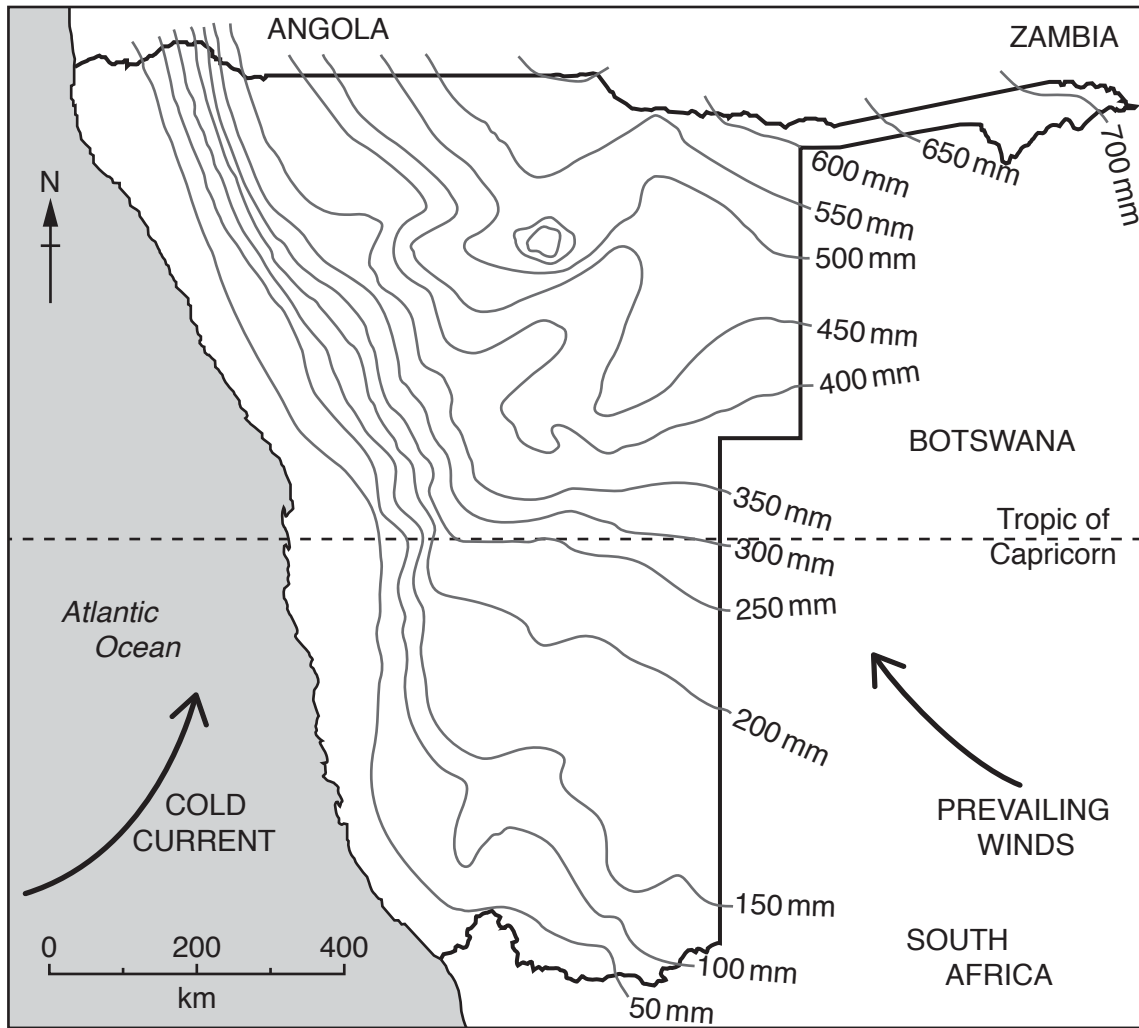 ANGOLA
ZAMBIA
N
600 mm
650 mm
700 mm
550 mm
500 mm
450 mm
400 mm
BOTSWANA
350 mm
Tropic of
Capricorn
300 mm
250 mm
Atlantic
Ocean
200 mm
COLD
CURRENT
PREVAILING
WINDS
150 mm
SOUTH
AFRICA
100 mm
50 mm
0 200 400
km